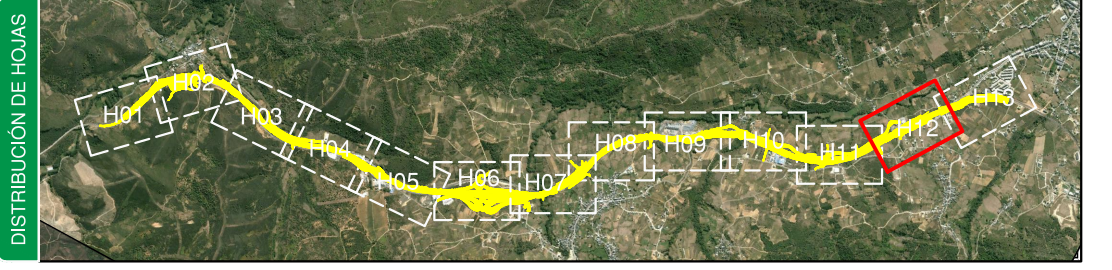 DISTRIBUCIÓN DE HOJAS
H01
H02
H03
H04
H05
H06
H07
H08
H09
H10
H11
H12
H13